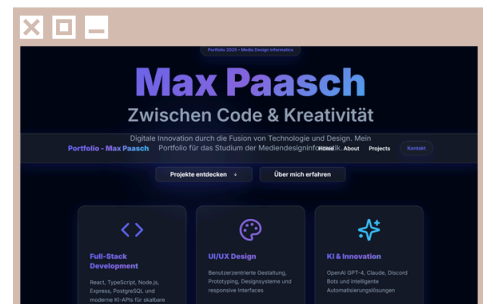 Portfolio 2025 • Media Design Information
Max Paasch
Zwischen Code & Kreativität
Digitale Innovation durch die Fusion von Technologie und Design. Mein
Portfolio - Max Paasch
Portfolio für das Studium der Mediendesigninformatik.
Home About Projects Kontakt
Projekte entdecken ↓
Über mich erfahren
Full-Stack
Development
React, TypeScript, Node.js,
Express, PostgreSQL und
moderne KI-APIs für skalbare
UI/UX Design
Benutzerzentrierte Gestaltung,
Prototyping, Designsysteme und
responsive Interfaces
KI & Innovation
OpenAI GPT-4, Claude, Discord
Bots und intelligente
Automatisierungslösungen